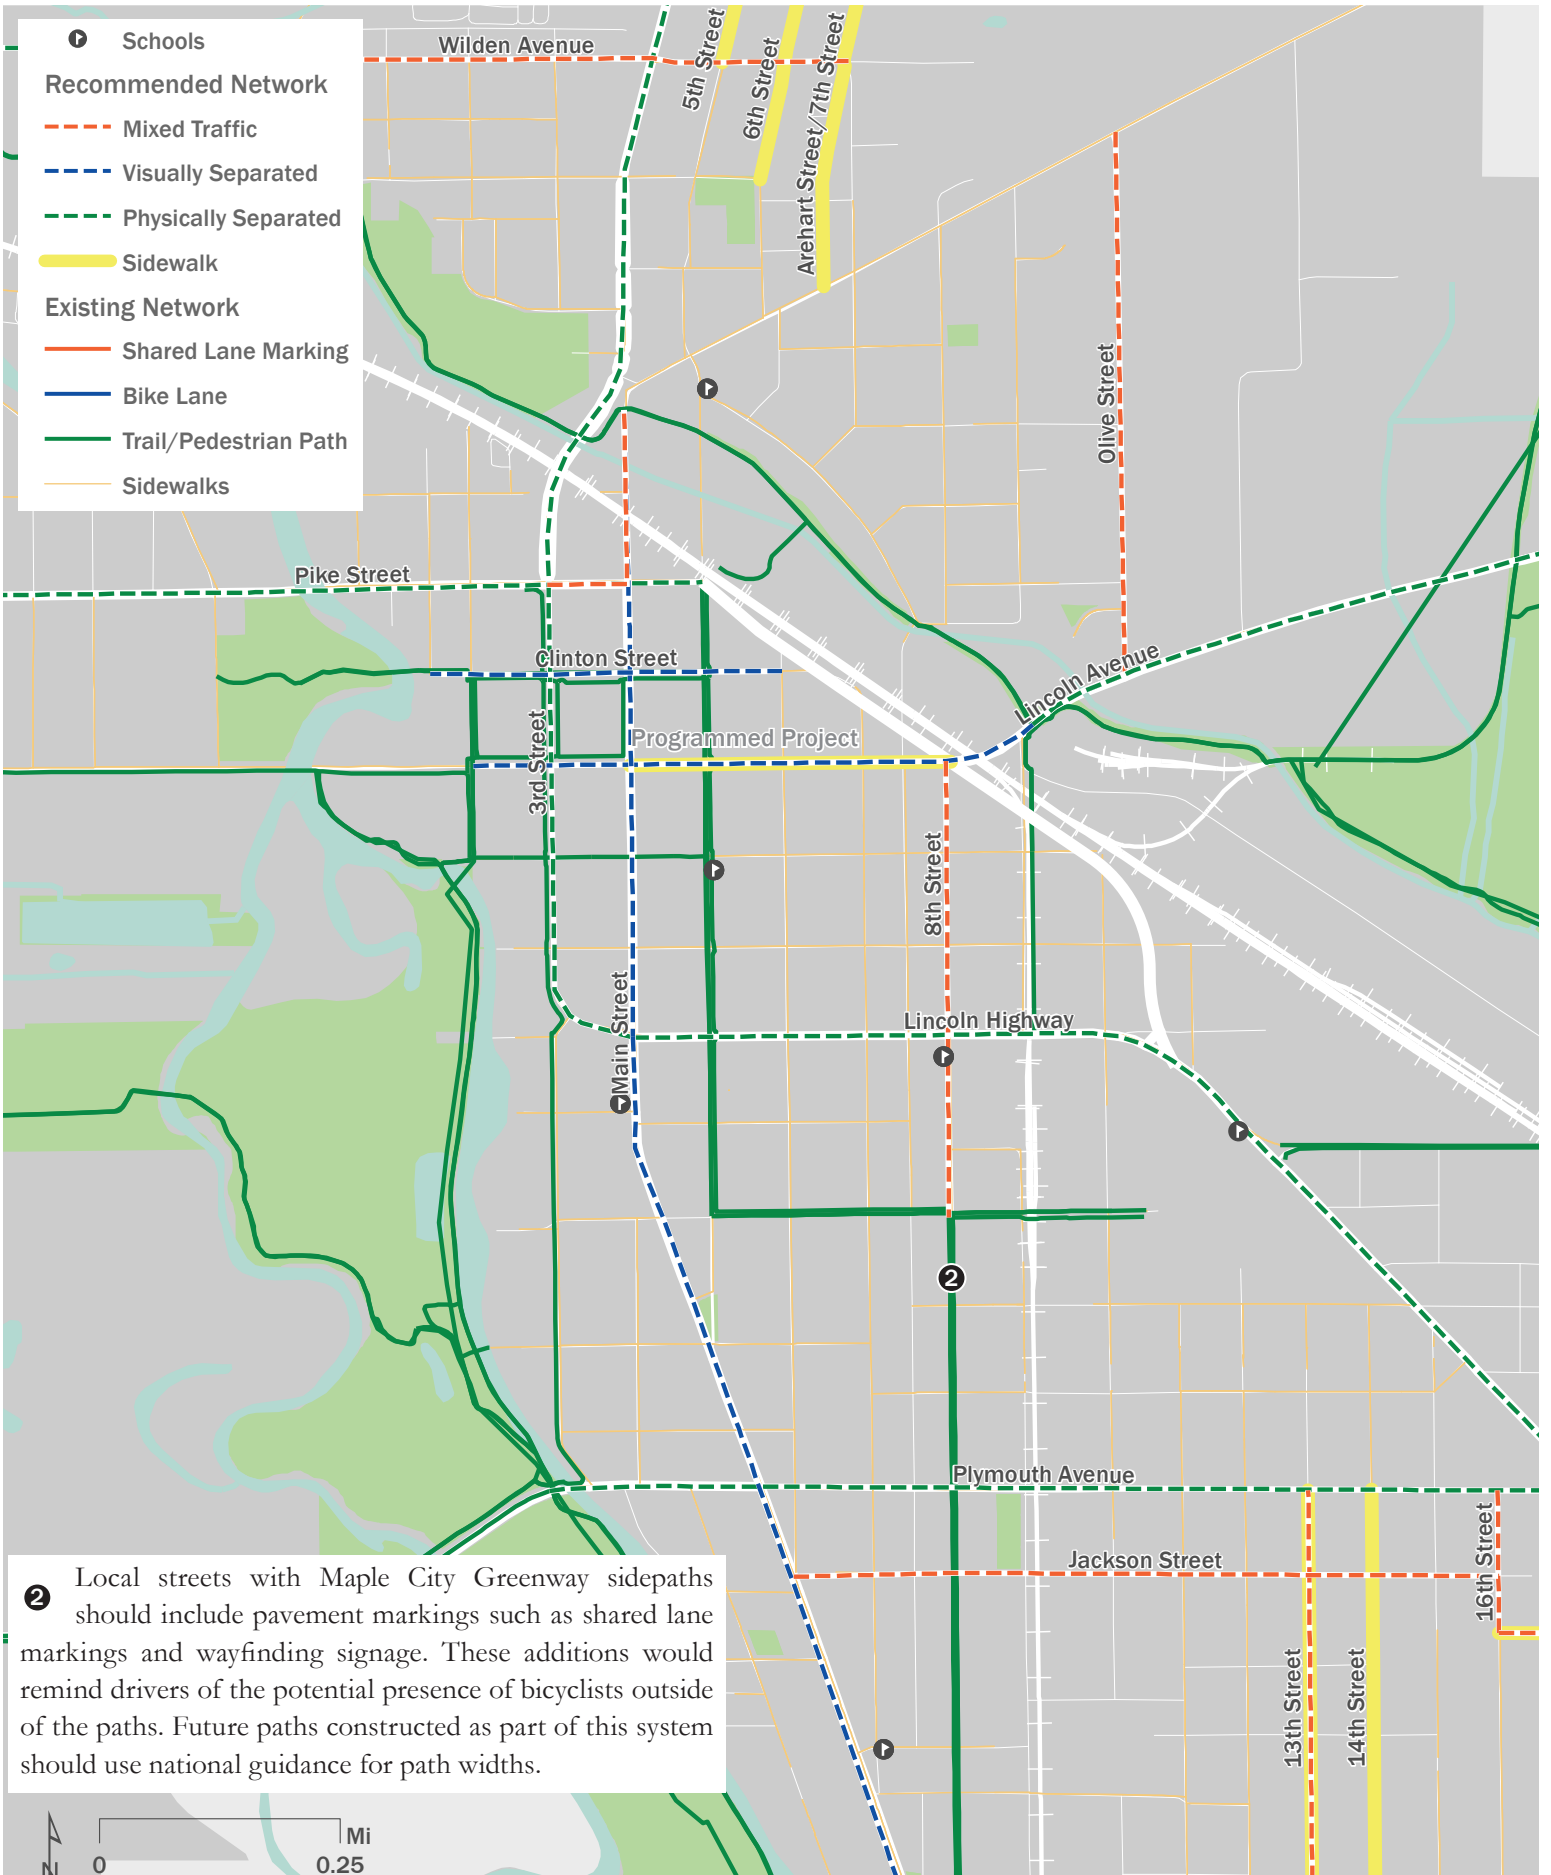 Schools
Recommended Network
Mixed Traffic
Visually Separated
Physically Separated
Sidewalk
Existing Network
Shared Lane Marking
Bike Lane
Trail/Pedestrian Path
Sidewalks
Wilden Avenue
5th Street
6th Street
Arehart Street/7th Street
Olive Street
Pike Street
Clinton Street
Lincoln Avenue
3rd Street
Programmed Project
8th Street
Main Street
Lincoln Highway
2
Plymouth Avenue
Jackson Street
16th Street
13th Street
14th Street
2 Local streets with Maple City Greenway sidepaths
should include pavement markings such as shared lane
markings and wayfinding signage. These additions would
remind drivers of the potential presence of bicyclists outside
of the paths. Future paths constructed as part of this system
should use national guidance for path widths.
N
0 0.25 Mi